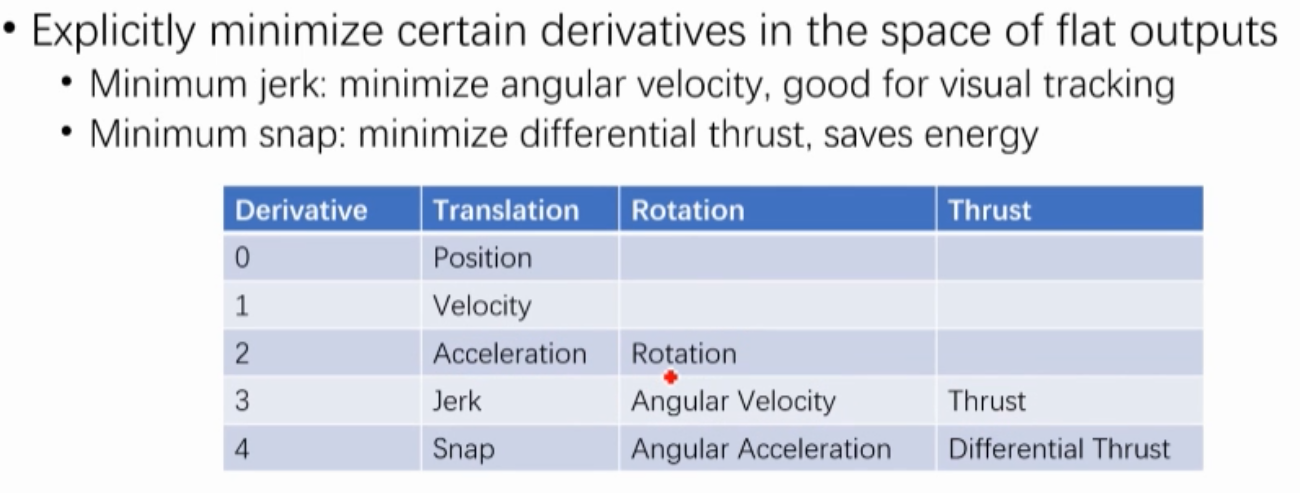 • Explicitly minimize certain derivatives in the space of flat outputs
• Minimum jerk: minimize angular velocity, good for visual tracking
• Minimum snap: minimize differential thrust, saves energy
Derivative Translation Rotation Thrust
0 Position
1 Velocity
2 Acceleration Rotation
3 Jerk Angular Velocity Thrust
4 Snap Angular Acceleration Differential Thrust